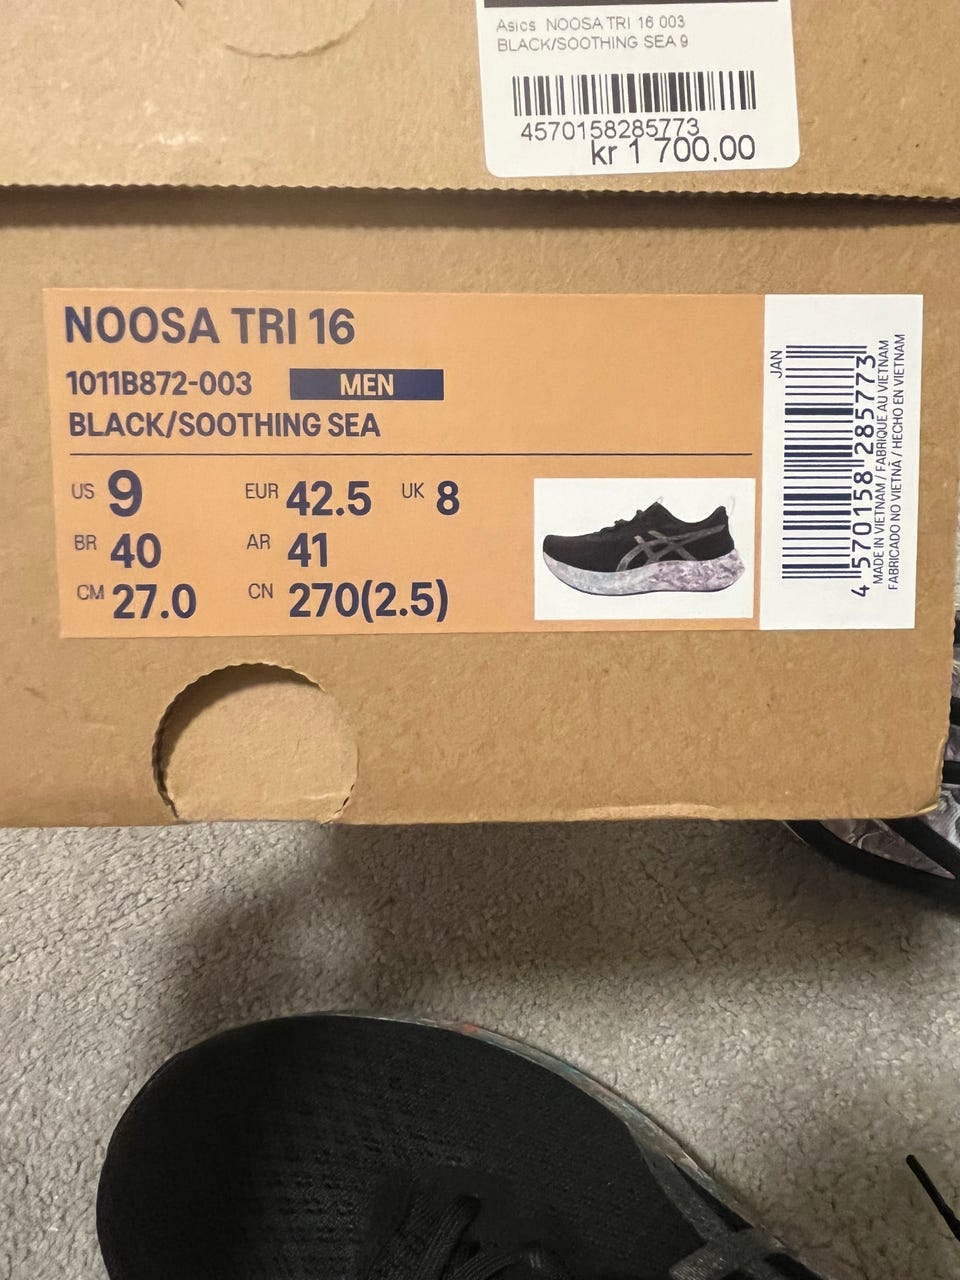 Asics NOOSA TRI 16 003
BLACK/SOOTHING SEA 9
4570158285773
kr 1 700.00
NOOSA TRI 16
1011B872-003 MEN
BLACK/SOOTHING SEA
US 9 EUR 42.5 UK 8
BR 40 AR 41
CM 27.0 CN 270(2.5)
JAN
4 570158 285773
MADE IN VIETNAM / FABRIQUE AU VIETNAM
FABRICADO NO VIETNÃ / HECHO EN VIETNAM